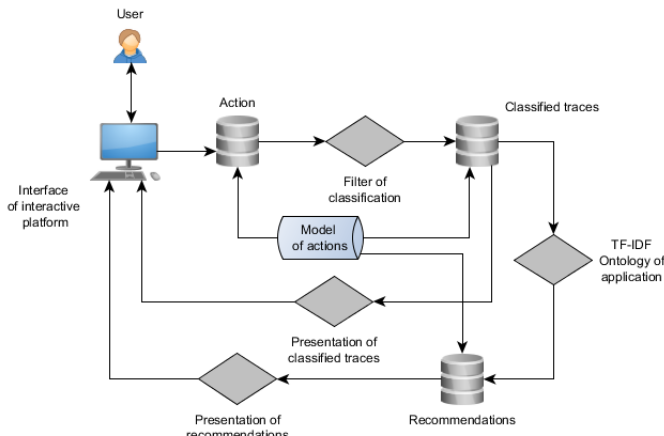 User
Action
Classified traces
Filter of
classification
Interface
of interactive
platform
Model
of actions
TF-IDF
Ontology of
application
Presentation of
classified traces
Presentation of
recommendations
Recommendations